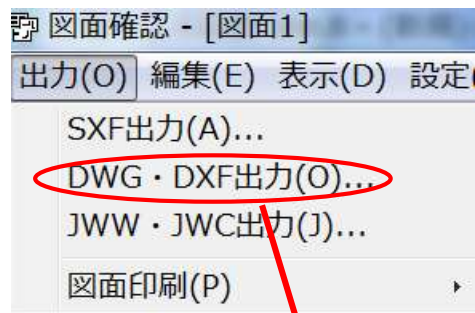 図面確認 - [図面1]
出力(O) 編集(E) 表示(D) 設定(
SXF出力(A)...
DWG・DXF出力(O)...
JWW・JWC出力(J)...
図面印刷(P)